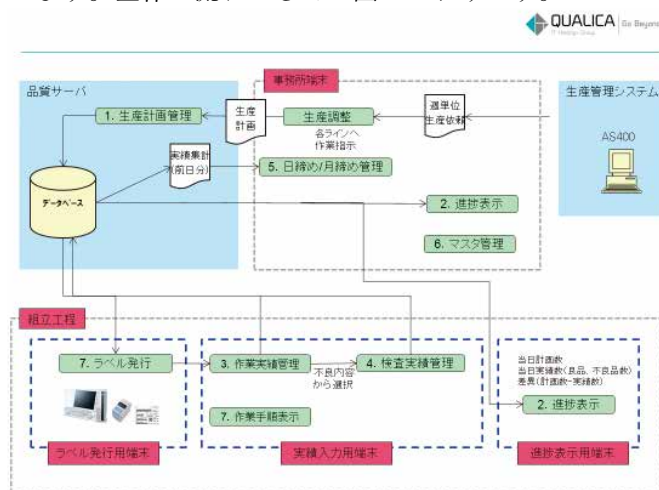 QUALICA Go Beyond
IT Holdings Group
品質サーバ
事務所端末
生産管理システム
1. 生産計画管理
生産
計画
生産調整
各ラインへ
作業指示
週単位
生産依頼
AS400
実績集計
(前日分)
5. 日締め/月締め管理
データベース
2. 進捗表示
6. マスタ管理
組立工程
7. ラベル発行
3. 作業実績管理
不良内容
から選択
4. 検査実績管理
当日計画数
当日実績数(良品、不良品数)
差異(計画数-実績数)
2. 進捗表示
7. 作業手順表示
ラベル発行用端末
実績入力用端末
進捗表示用端末